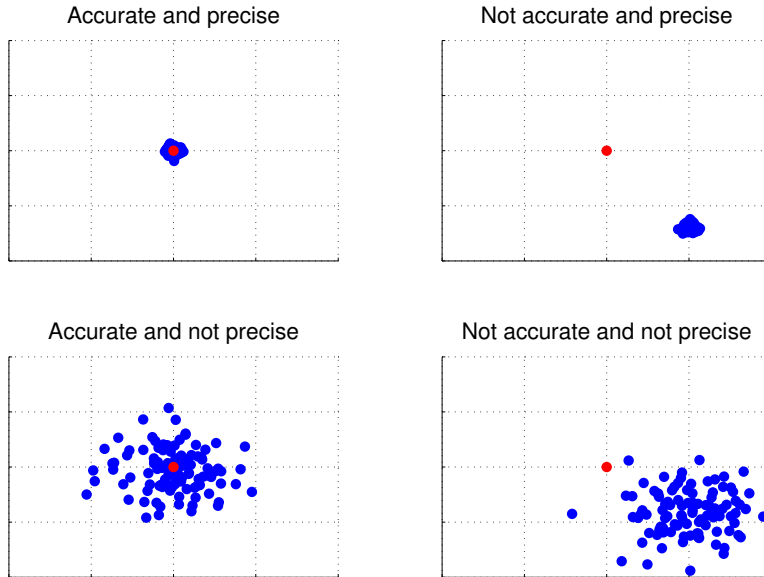 Accurate and precise
Not accurate and precise
Accurate and not precise
Not accurate and not precise